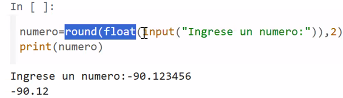 In [ ]:
numero=round(float(input("Ingrese un numero:")),2)
print(numero)
Ingrese un numero:-90.123456
-90.12